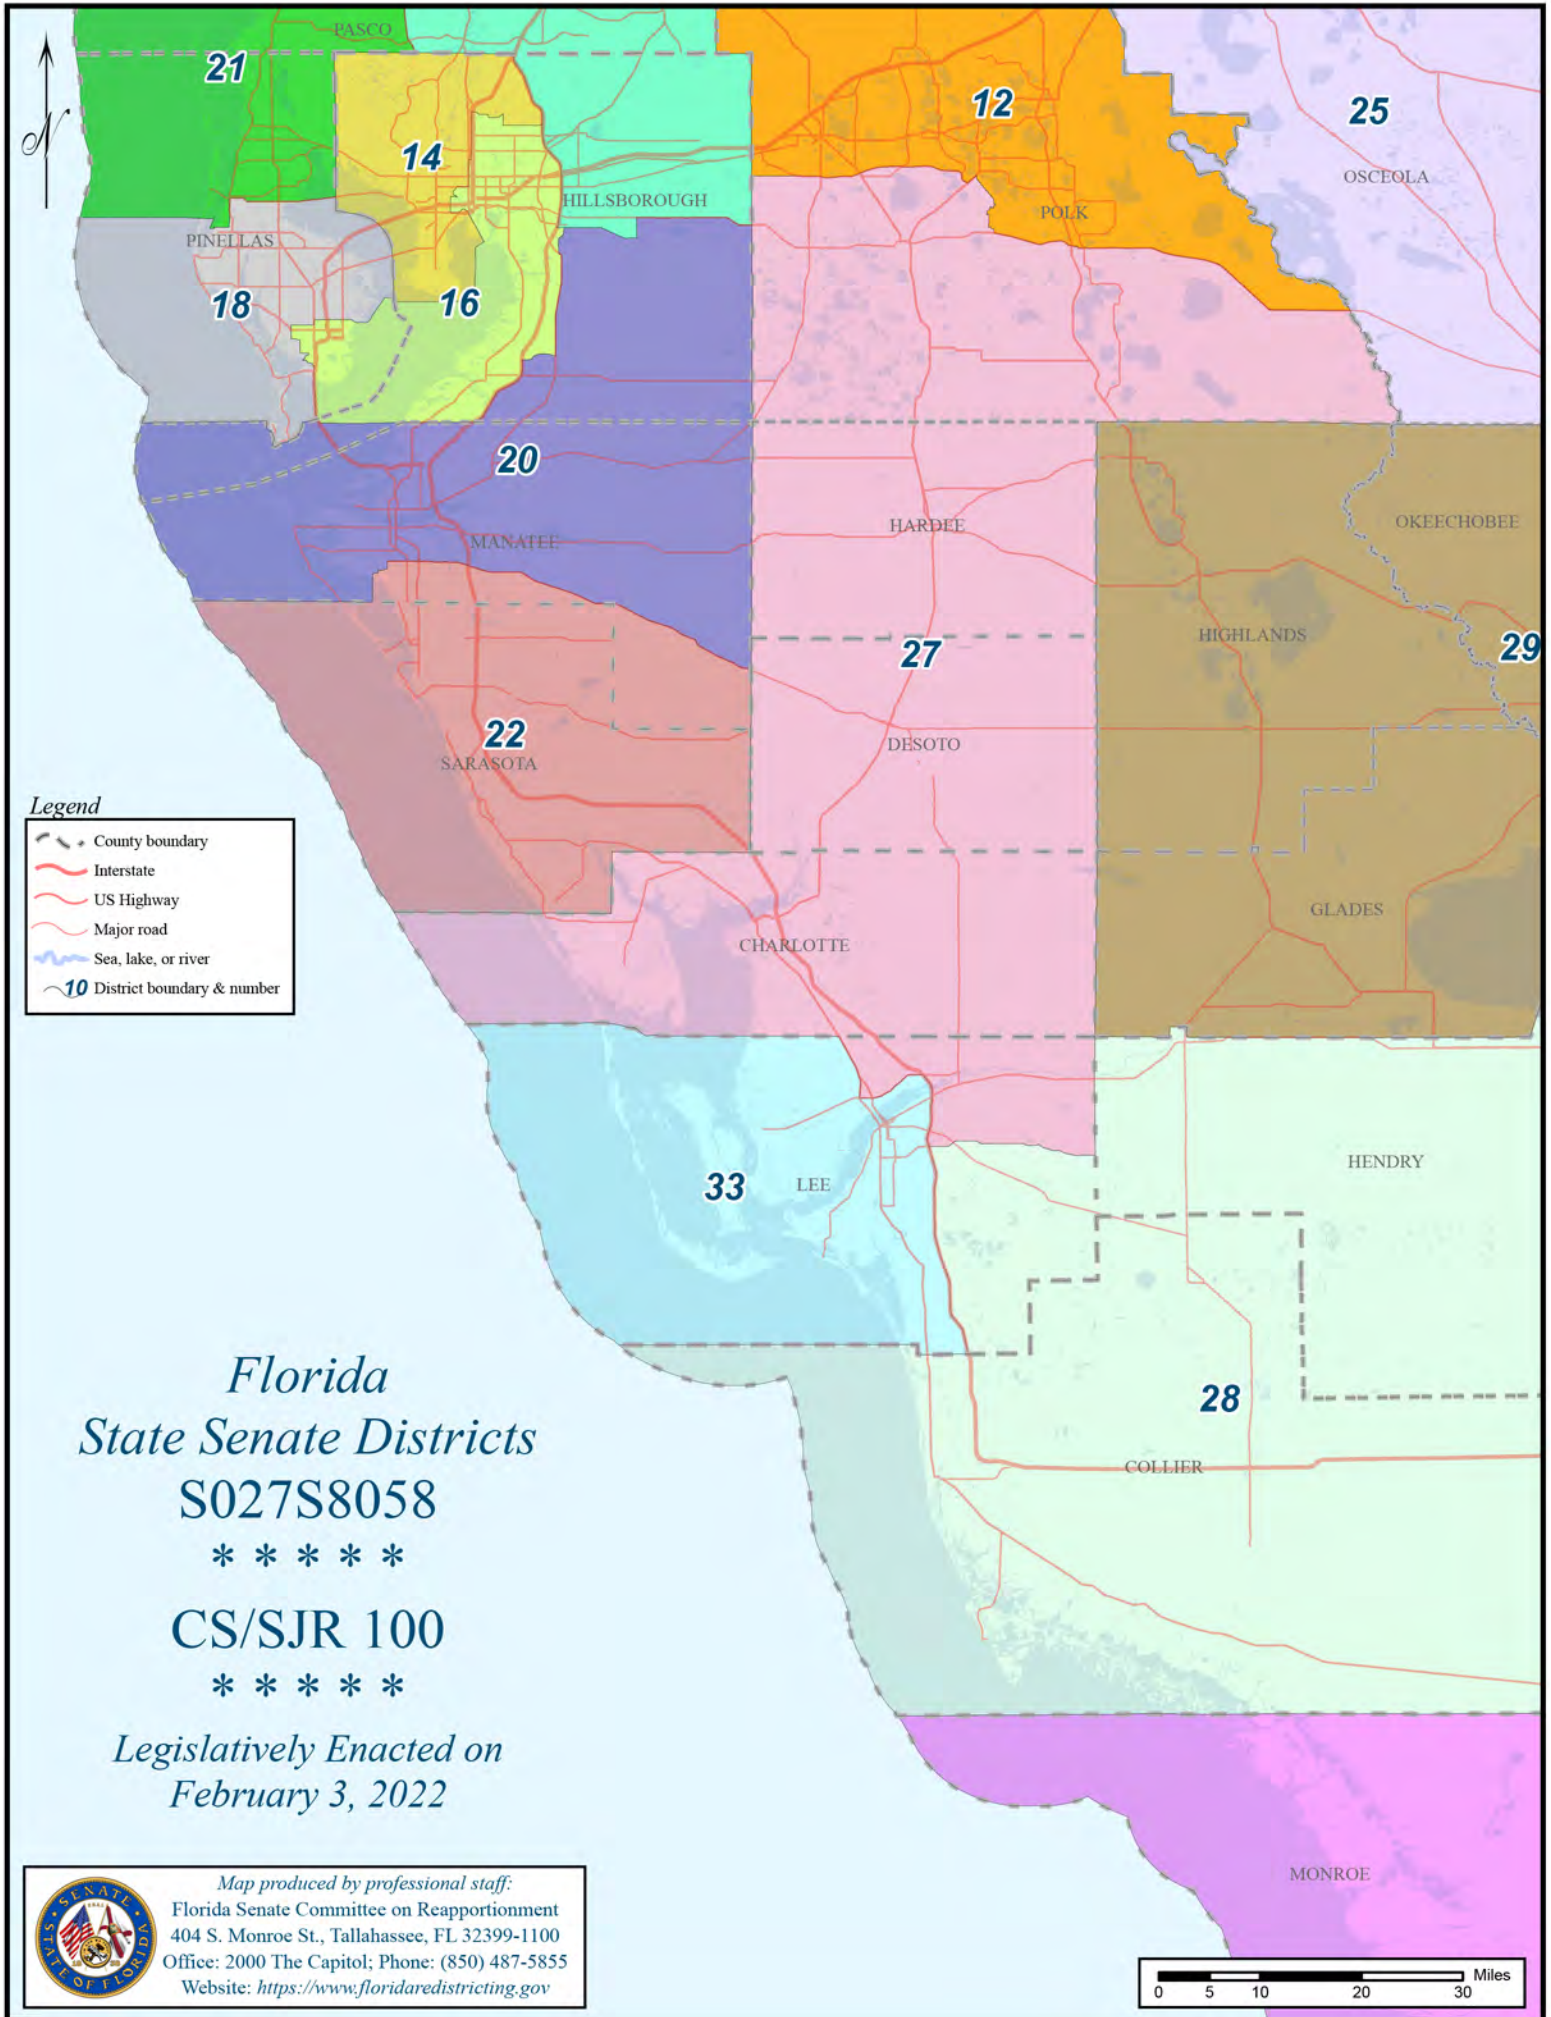 PASCO
21
12
25
14
OSCEOLA
HILLSBOROUGH
POLK
PINELLAS
18
16
20
OKEECHOBEE
HARDEE
MANATEE
HIGHLANDS
29
27
22
DESOTO
SARASOTA
Legend
County boundary
Interstate
US Highway
Major road
Sea, lake, or river
10 District boundary & number
GLADES
CHARLOTTE
HENDRY
33
LEE
28
COLLIER
Florida
State Senate Districts
S027S8058
* * * * *
CS/SJR 100
* * * * *
Legislatively Enacted on
February 3, 2022
MONROE
N
SENATE
STATE OF FLORIDA
Map produced by professional staff:
Florida Senate Committee on Reapportionment
404 S. Monroe St., Tallahassee, FL 32399-1100
Office: 2000 The Capitol; Phone: (850) 487-5855
Website: https://www.floridaredistricting.gov
Miles
0 5 10 20 30